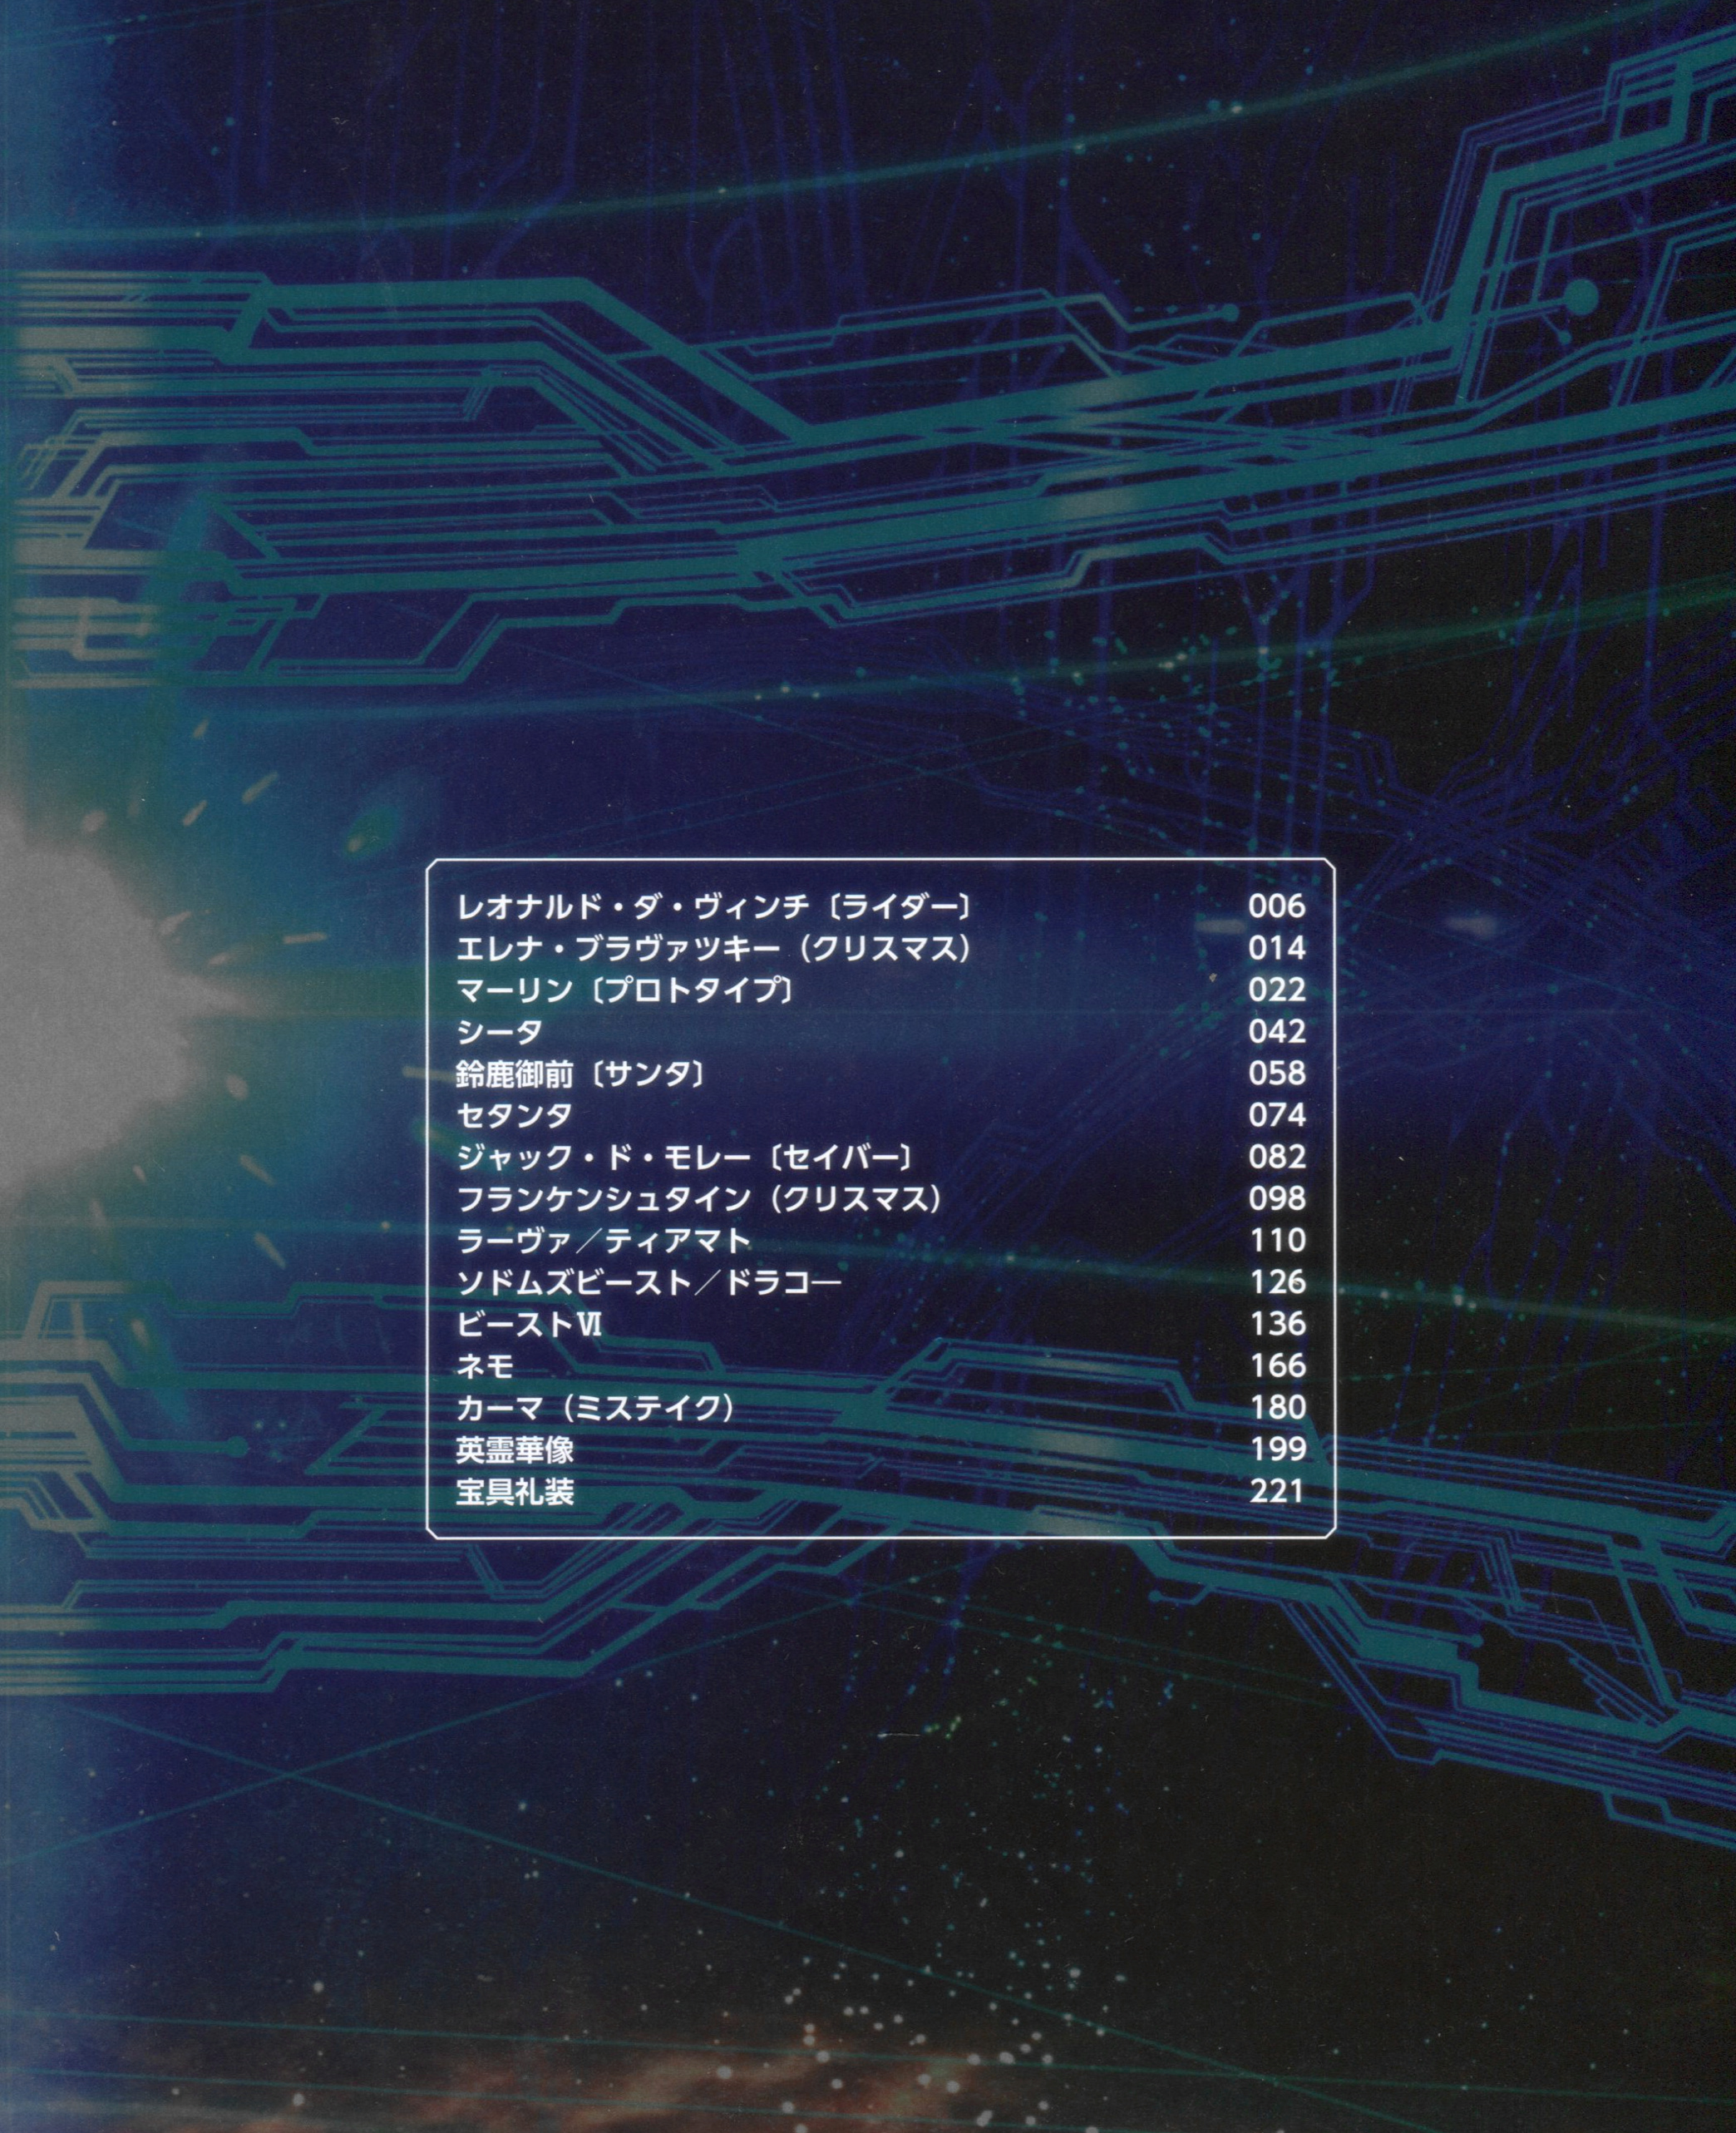 レオナルド・ダ・ヴィンチ〔ライダー〕 006
エレナ・ブラヴァツキー（クリスマス） 014
マーリン〔プロトタイプ〕 022
シータ 042
鈴鹿御前〔サンタ〕 058
セタンタ 074
ジャック・ド・モレー〔セイバー〕 082
フランケンシュタイン（クリスマス） 098
ラーヴァ／ティアマト 110
ソドムズビースト／ドラコ― 126
ビーストⅥ 136
ネモ 166
カーマ（ミステイク） 180
英霊華像 199
宝具礼装 221